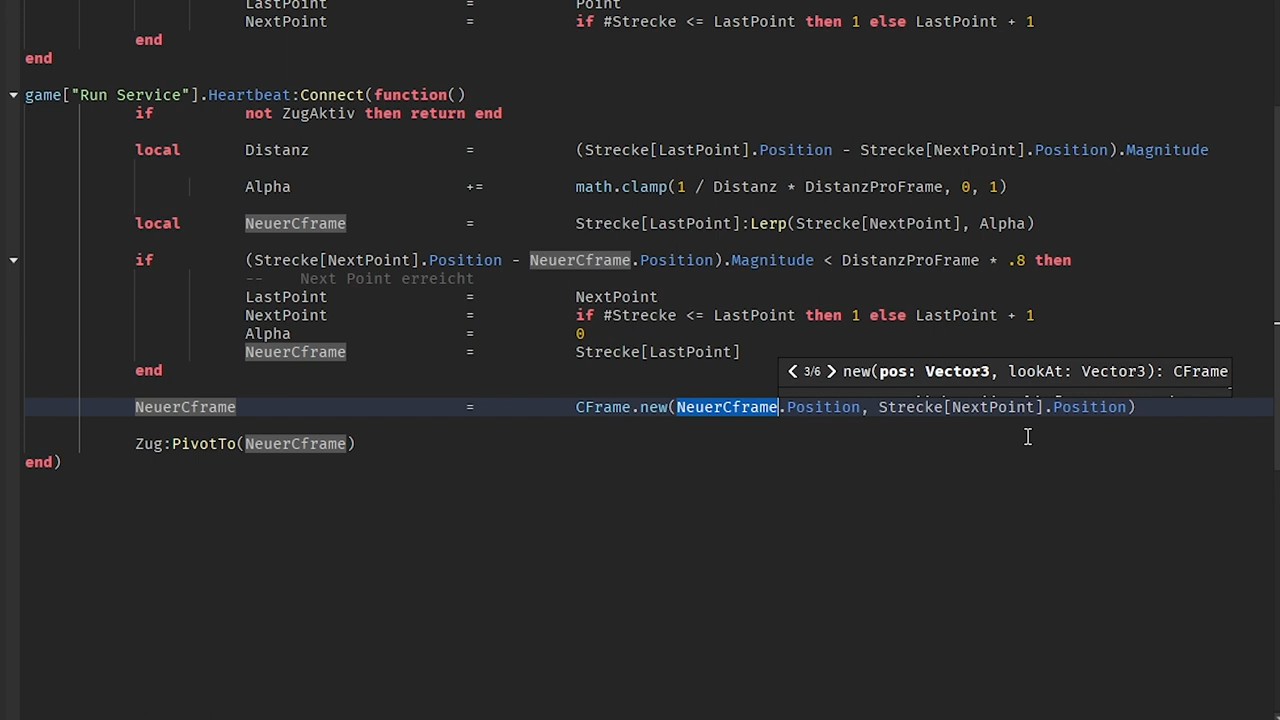 LastPoint = Point
NextPoint = if #Strecke <= LastPoint then 1 else LastPoint + 1
end
end
game["Run Service"].Heartbeat:Connect(function()
if not ZugAktiv then return end
local Distanz = (Strecke[LastPoint].Position - Strecke[NextPoint].Position).Magnitude
Alpha += math.clamp(1 / Distanz * DistanzProFrame, 0, 1)
local NeuerCframe = Strecke[LastPoint]:Lerp(Strecke[NextPoint], Alpha)
if (Strecke[NextPoint].Position - NeuerCframe.Position).Magnitude < DistanzProFrame * .8 then
-- Next Point erreicht
LastPoint = NextPoint
NextPoint = if #Strecke <= LastPoint then 1 else LastPoint + 1
Alpha = 0
NeuerCframe = Strecke[LastPoint]
end
3/6 new(pos: Vector3, lookAt: Vector3): CFrame
NeuerCframe = CFrame.new(NeuerCframe.Position, Strecke[NextPoint].Position)
Zug:PivotTo(NeuerCframe)
end)